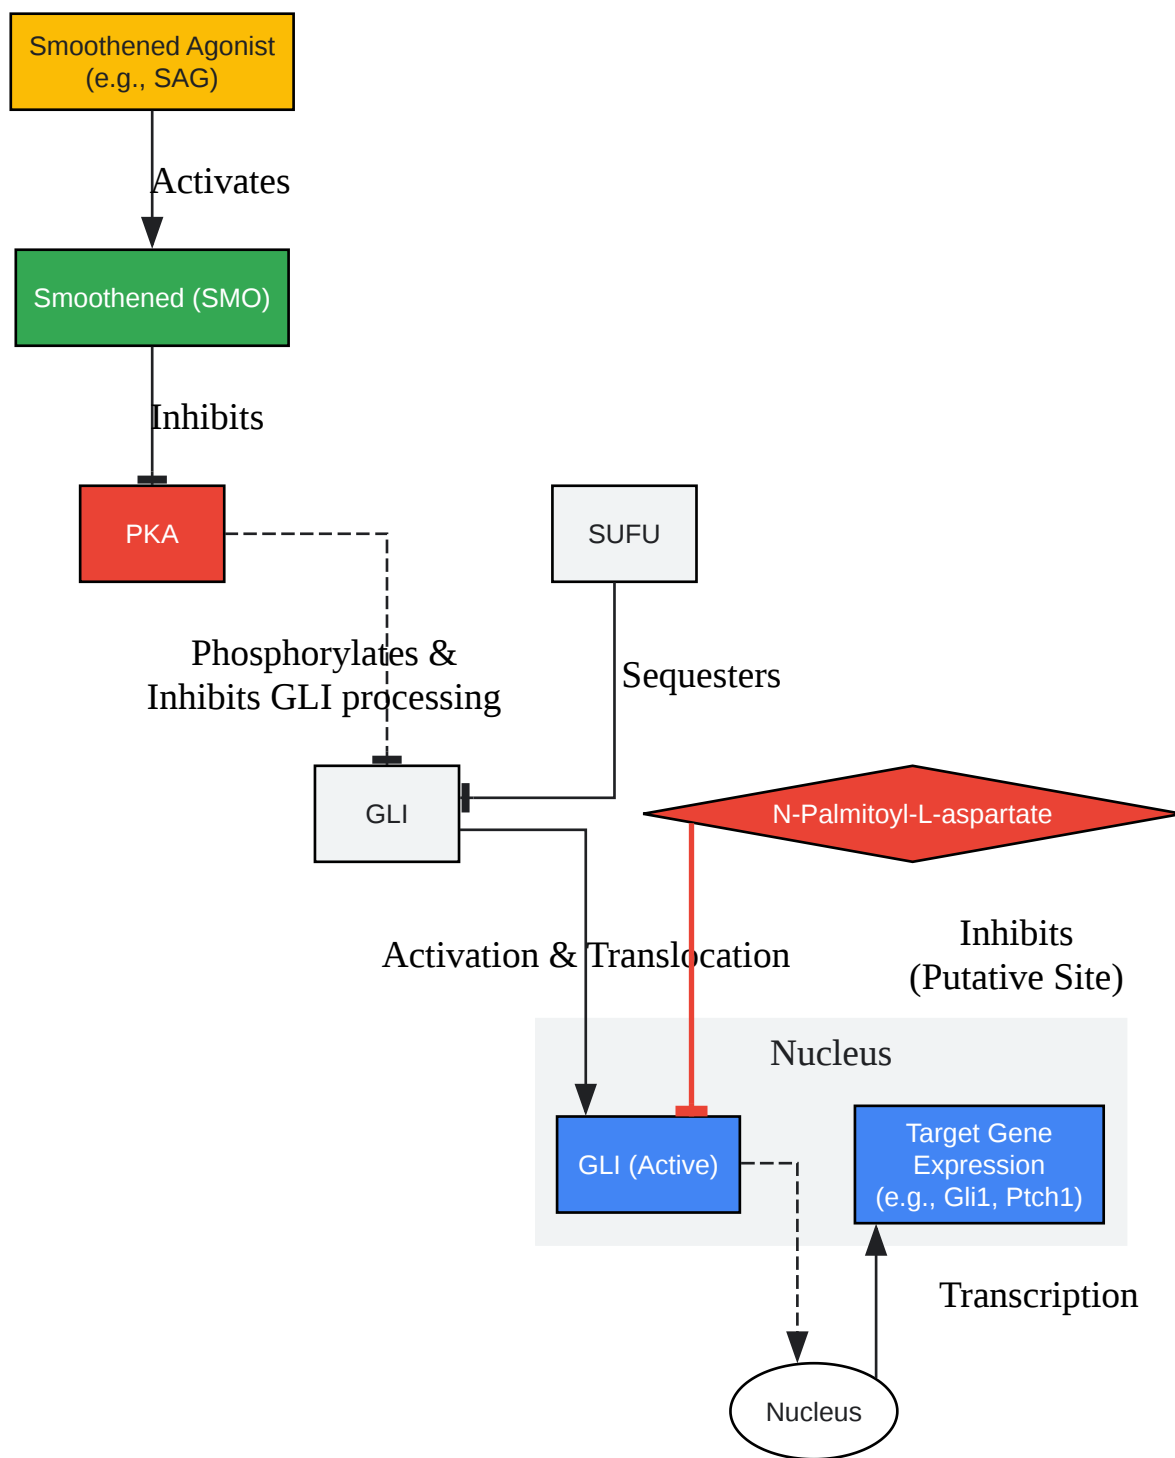 Smoothened Agonist
(e.g., SAG)
Activates
Smoothened (SMO)
Inhibits
PKA
SUFU
Phosphorylates &
Inhibits GLI processing
Sequesters
GLI
N-Palmitoyl-L-aspartate
Activation & Translocation
Inhibits
(Putative Site)
Nucleus
GLI (Active)
Target Gene
Expression
(e.g., Gli1, Ptch1)
Transcription
Nucleus